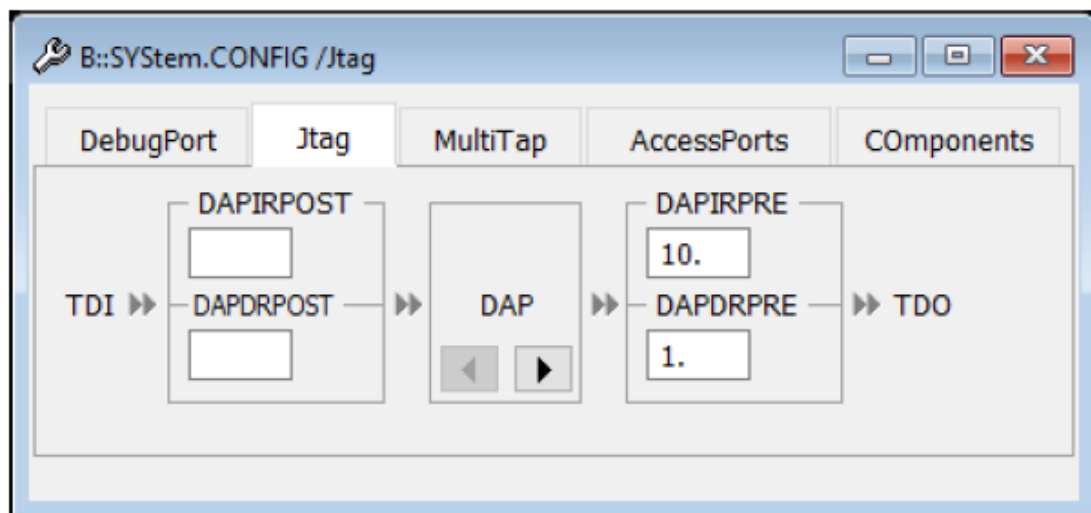 B::SYStem.CONFIG /Jtag
DebugPort Jtag MultiTap AccessPorts COmponents
DAPIRPOST DAPIRPRE
10.
TDI DAPDRPOST DAP DAPDRPRE TDO
1.